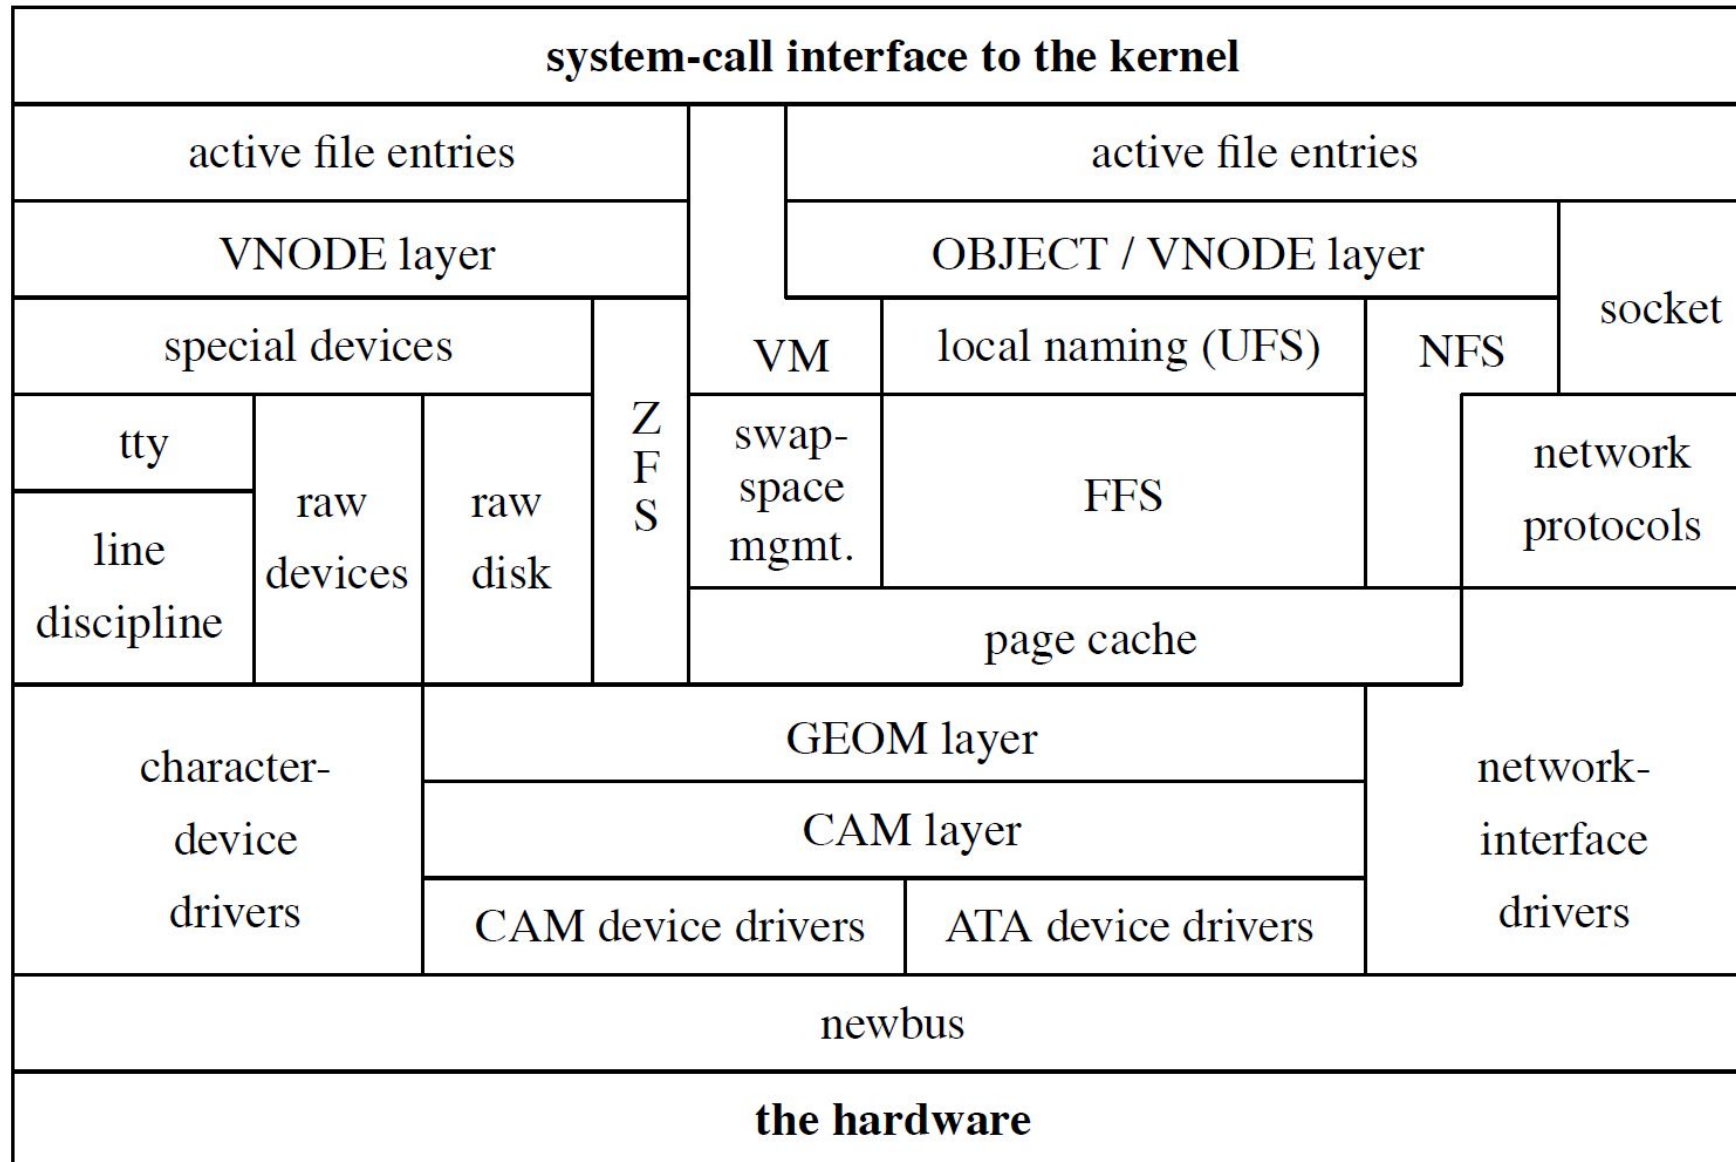 system-call interface to the kernel
active file entries
active file entries
VNODE layer
OBJECT / VNODE layer
socket
special devices
Z
F
S
VM
local naming (UFS)
NFS
tty
raw
devices
raw
disk
swap-
space
mgmt.
FFS
network
protocols
line
discipline
page cache
character-
device
drivers
GEOM layer
network-
interface
drivers
CAM layer
CAM device drivers
ATA device drivers
newbus
the hardware